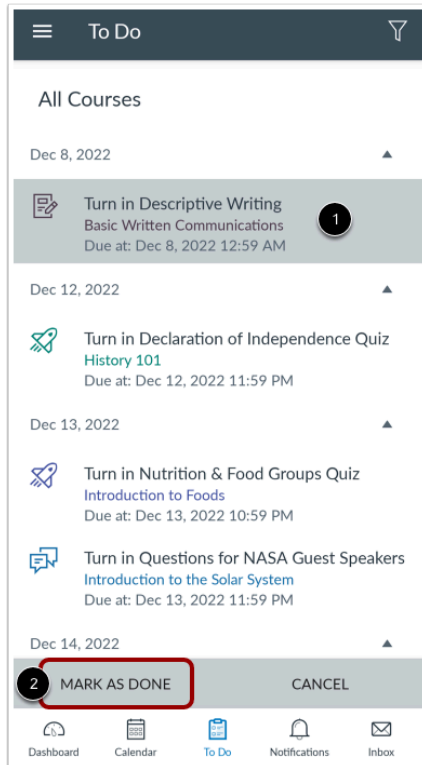 To Do
All Courses
Dec 8, 2022
Turn in Descriptive Writing
Basic Written Communications
1
Due at: Dec 8, 2022 12:59 AM
Dec 12, 2022
Turn in Declaration of Independence Quiz
History 101
Due at: Dec 12, 2022 11:59 PM
Dec 13, 2022
Turn in Nutrition & Food Groups Quiz
Introduction to Foods
Due at: Dec 13, 2022 10:59 PM
Turn in Questions for NASA Guest Speakers
Introduction to the Solar System
Due at: Dec 13, 2022 11:59 PM
Dec 14, 2022
2 MARK AS DONE CANCEL
Dashboard Calendar To Do Notifications Inbox